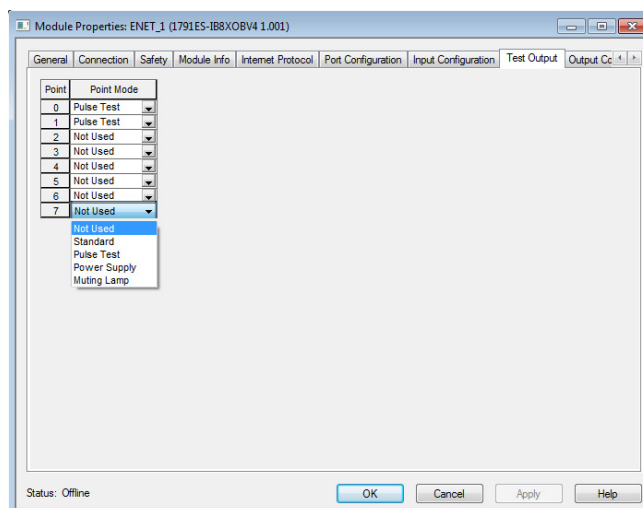 Module Properties: ENET_1 (1791ES-IB8XOBV4 1.001)
General Connection Safety Module Info Internet Protocol Port Configuration Input Configuration Test Output Output Cc
Point Point Mode
0 Pulse Test
1 Pulse Test
2 Not Used
3 Not Used
4 Not Used
5 Not Used
6 Not Used
7 Not Used
Not Used
Standard
Pulse Test
Power Supply
Muting Lamp
Status: Offline OK Cancel Apply Help